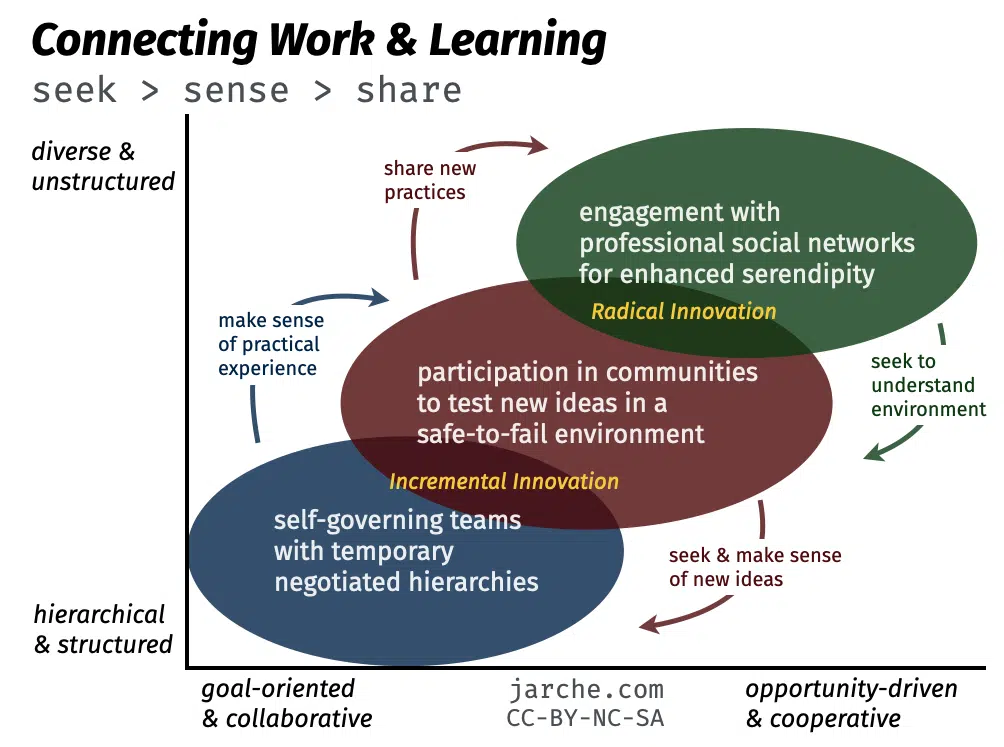 Connecting Work & Learning
seek > sense > share
diverse &
unstructured
share new
practices
engagement with
professional social networks
for enhanced serendipity
Radical Innovation
make sense
of practical
experience
seek to
understand
environment
participation in communities
to test new ideas in a
safe-to-fail environment
Incremental Innovation
self-governing teams
with temporary
negotiated hierarchies
seek & make sense
of new ideas
hierarchical
& structured
goal-oriented
& collaborative
jarche.com
CC-BY-NC-SA
opportunity-driven
& cooperative